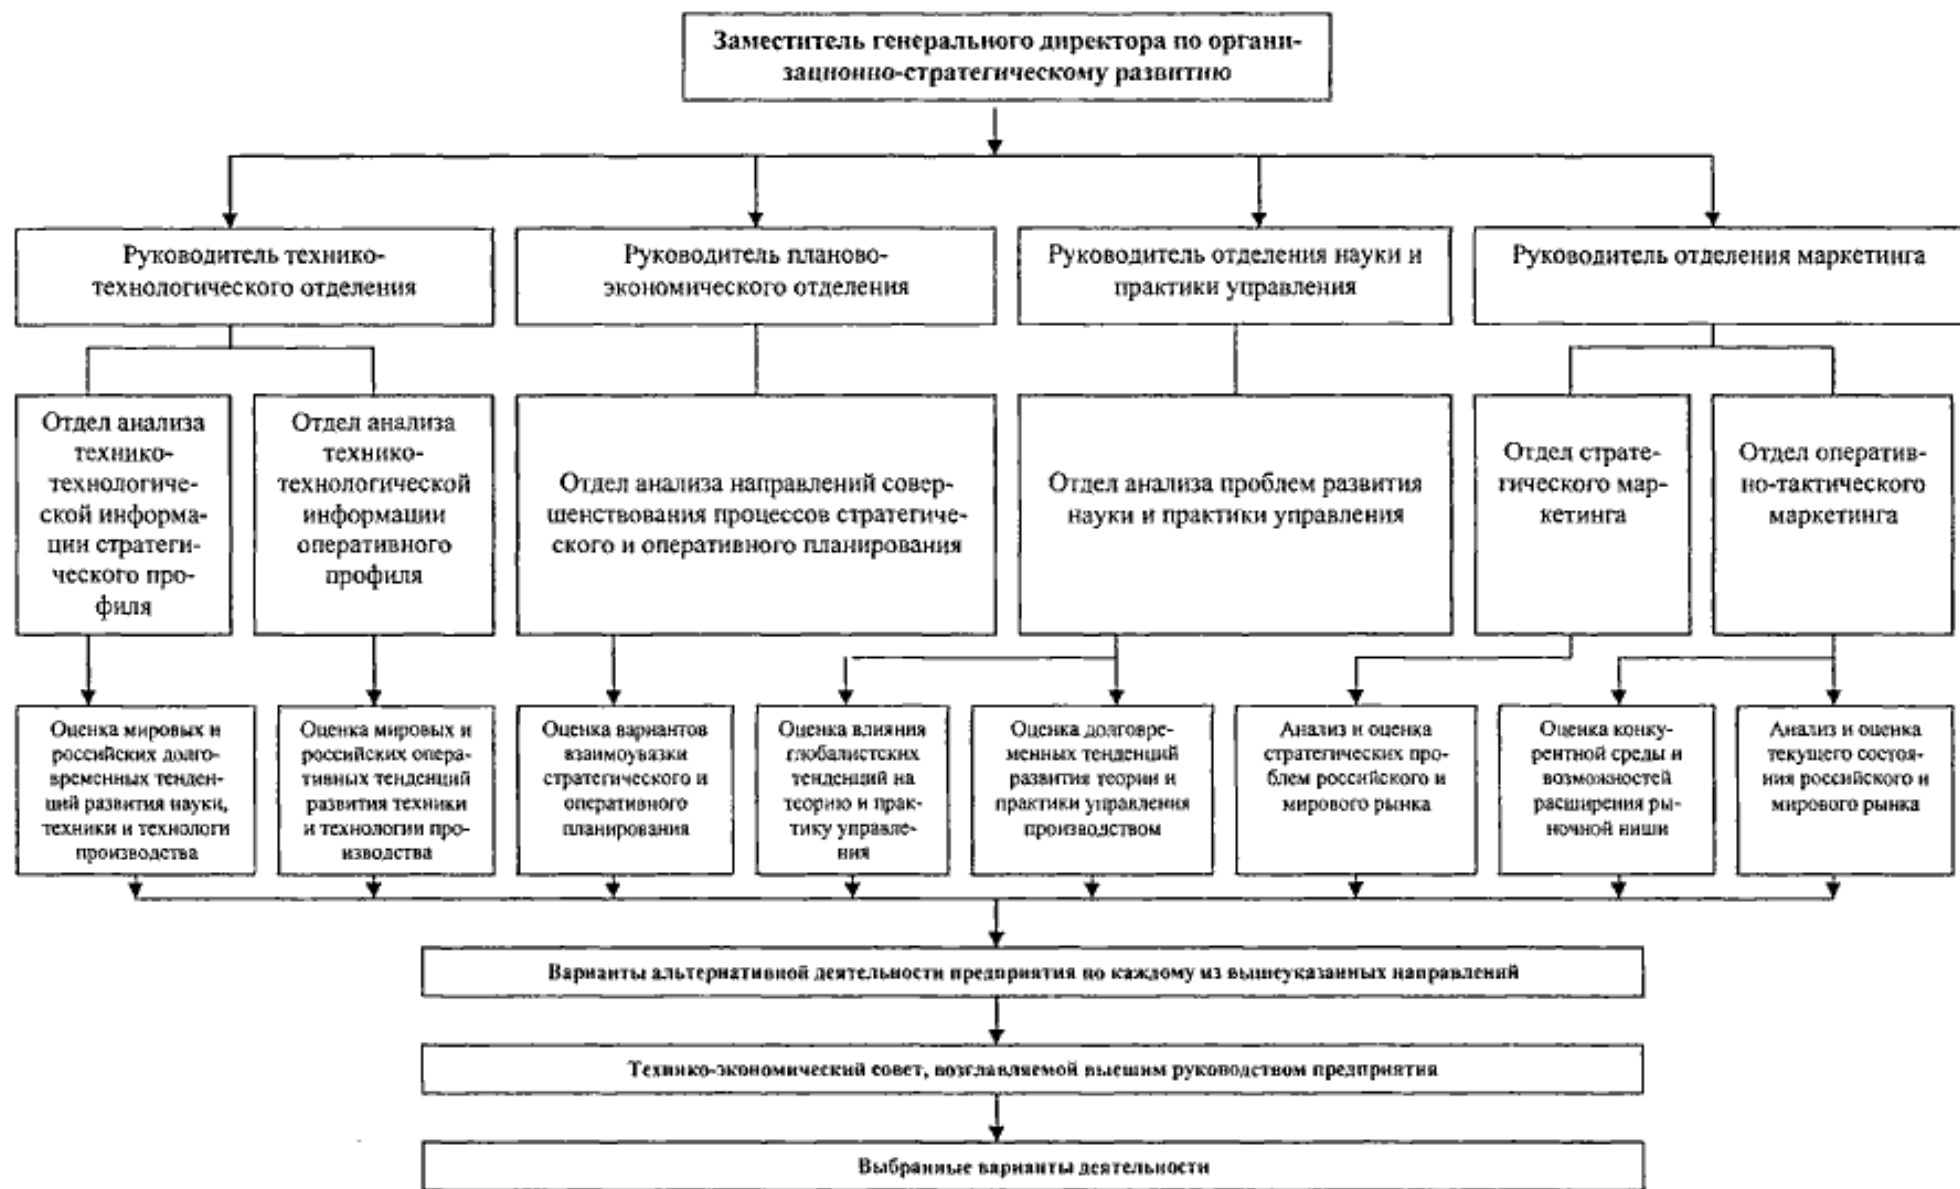 Заместитель генерального директора по органи-
зационно-стратегическому развитию
Руководитель технико-
технологического отделения
Руководитель планово-
экономического отделения
Руководитель отделения науки и
практики управления
Руководитель отделения маркетинга
Отдел анализа
технико-
технологиче-
ской информа-
ции стратеги-
ческого про-
филя
Отдел анализа
технико-
технологической
информации
оперативного
профиля
Отдел анализа направлений совер-
шенствования процессов стратегиче-
ского и оперативного планирования
Отдел анализа проблем развития
науки и практики управления
Отдел страте-
гического мар-
кетинга
Отдел оператив-
но-тактического
маркетинга
Оценка мировых и
российских долго-
временных тенден-
ций развития науки,
техники и технологи
производства
Оценка мировых и
российских опера-
тивных тенденций
развития техники
и технологии про-
изводства
Оценка вариантов
взаимоувязки
стратегического и
оперативного
планирования
Оценка влияния
глобалистских
тенденций на
теорию и прак-
тику управле-
ния
Оценка долговре-
менных тенденций
развития теории и
практики управления
производством
Анализ и оценка
стратегических про-
блем российского и
мирового рынка
Оценка конку-
рентной среды и
возможностей
расширения ры-
ночной ниши
Анализ и оценка
текущего состоя-
ния российского и
мирового рынка
Варианты альтернативной деятельности предприятия по каждому из вышеуказанных направлений
Технико-экономический совет, возглавляемой высшим руководством предприятия
Выбранные варианты деятельности